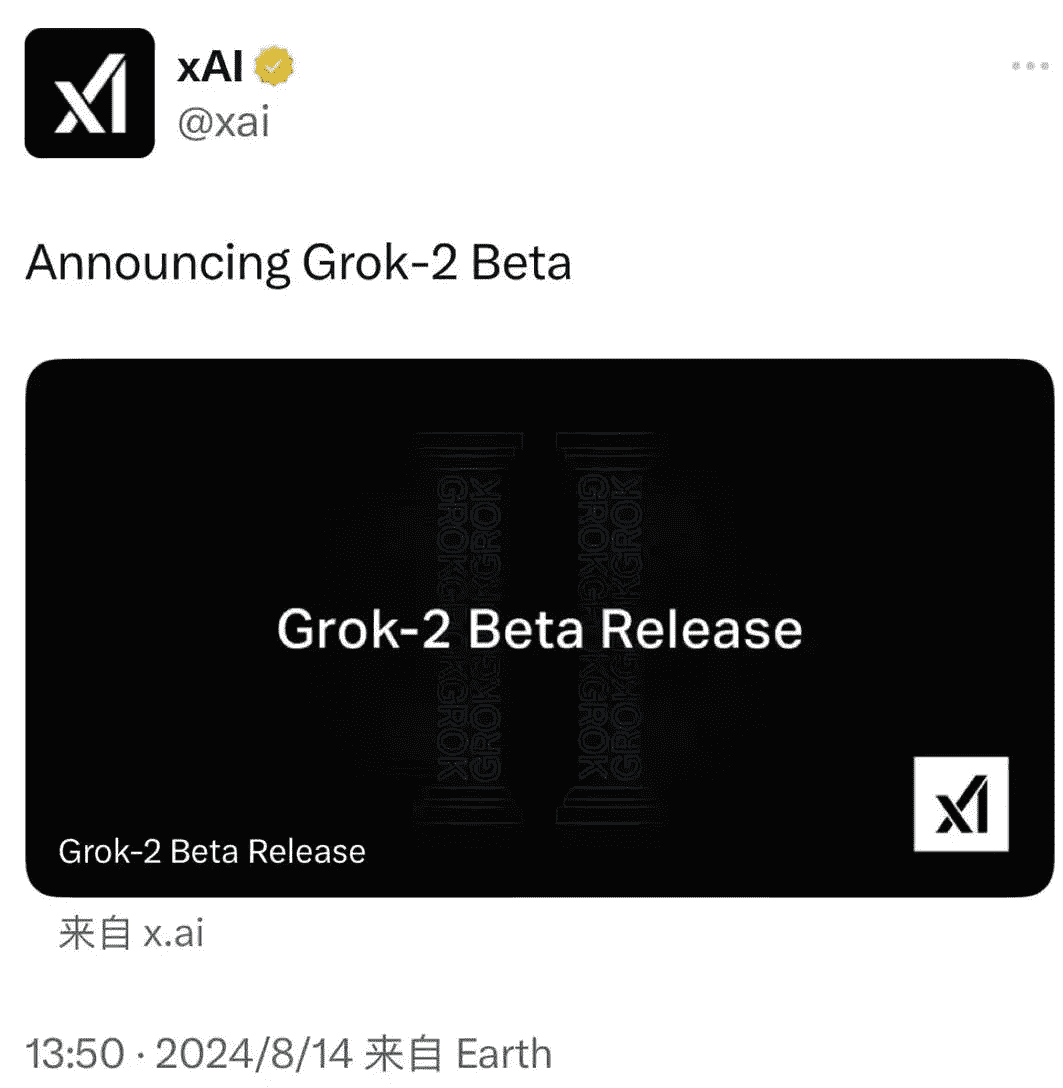 xAI
@xai
Announcing Grok-2 Beta
Grok-2 Beta Release
Grok-2 Beta Release
来自 x.ai
13:50 · 2024/8/14 来自 Earth